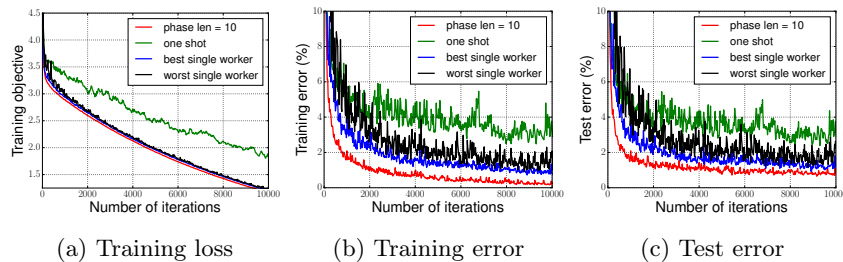 4.5
4.0
3.5
3.0
2.5
2.0
1.5
0
2000
4000
6000
8000
10000
Training objective
Number of iterations
phase len = 10
one shot
best single worker
worst single worker
(a) Training loss
10
8
6
4
2
0
0
2000
4000
6000
8000
10000
Training error (%)
Number of iterations
phase len = 10
one shot
best single worker
worst single worker
(b) Training error
10
8
6
4
2
0
0
2000
4000
6000
8000
1000
Test error (%)
Number of iterations
phase len = 10
one shot
best single worker
worst single worker
(c) Test error